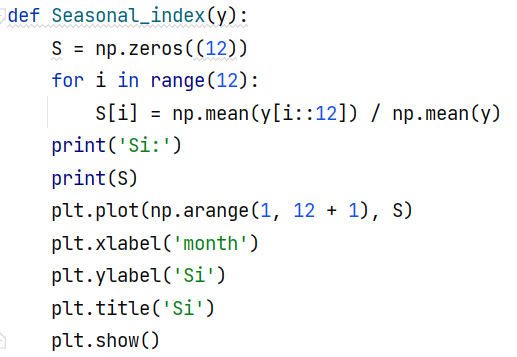 def Seasonal_index(y):
    S = np.zeros((12))
    for i in range(12):
        S[i] = np.mean(y[i::12]) / np.mean(y)
    print('Si:')
    print(S)
    plt.plot(np.arange(1, 12 + 1), S)
    plt.xlabel('month')
    plt.ylabel('Si')
    plt.title('Si')
    plt.show()